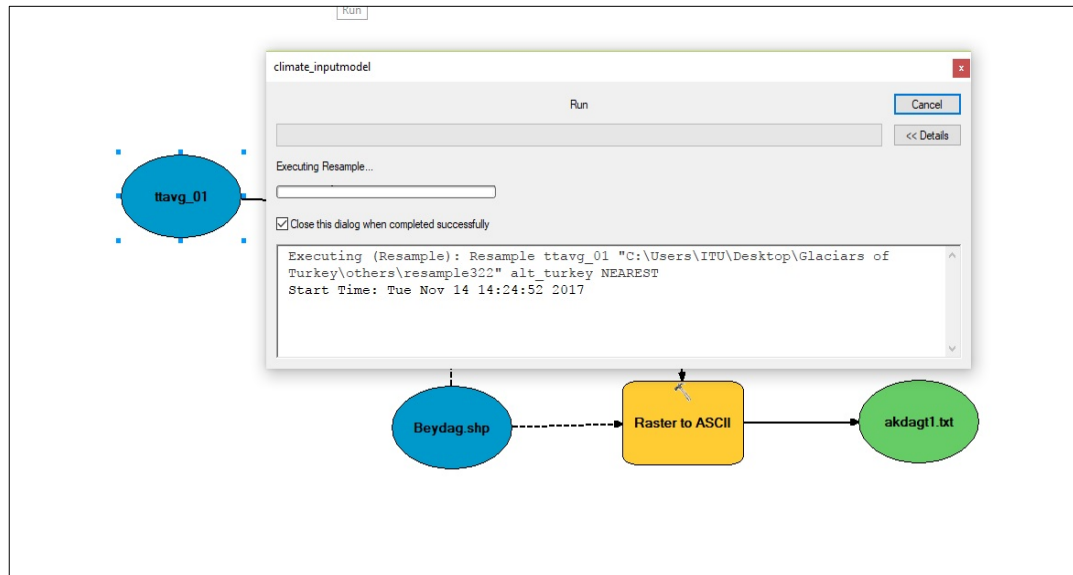 Run
climate_inputmodel
x
Run
Cancel
<< Details
Executing Resample...
Close this dialog when completed successfully
Executing (Resample): Resample ttavg_01 "C:\Users\ITU\Desktop\Glaciars of
Turkey\others\resample322" alt_turkey NEAREST
Start Time: Tue Nov 14 14:24:52 2017
ttavg_01
Beydag.shp
Raster to ASCII
akdagt1.txt